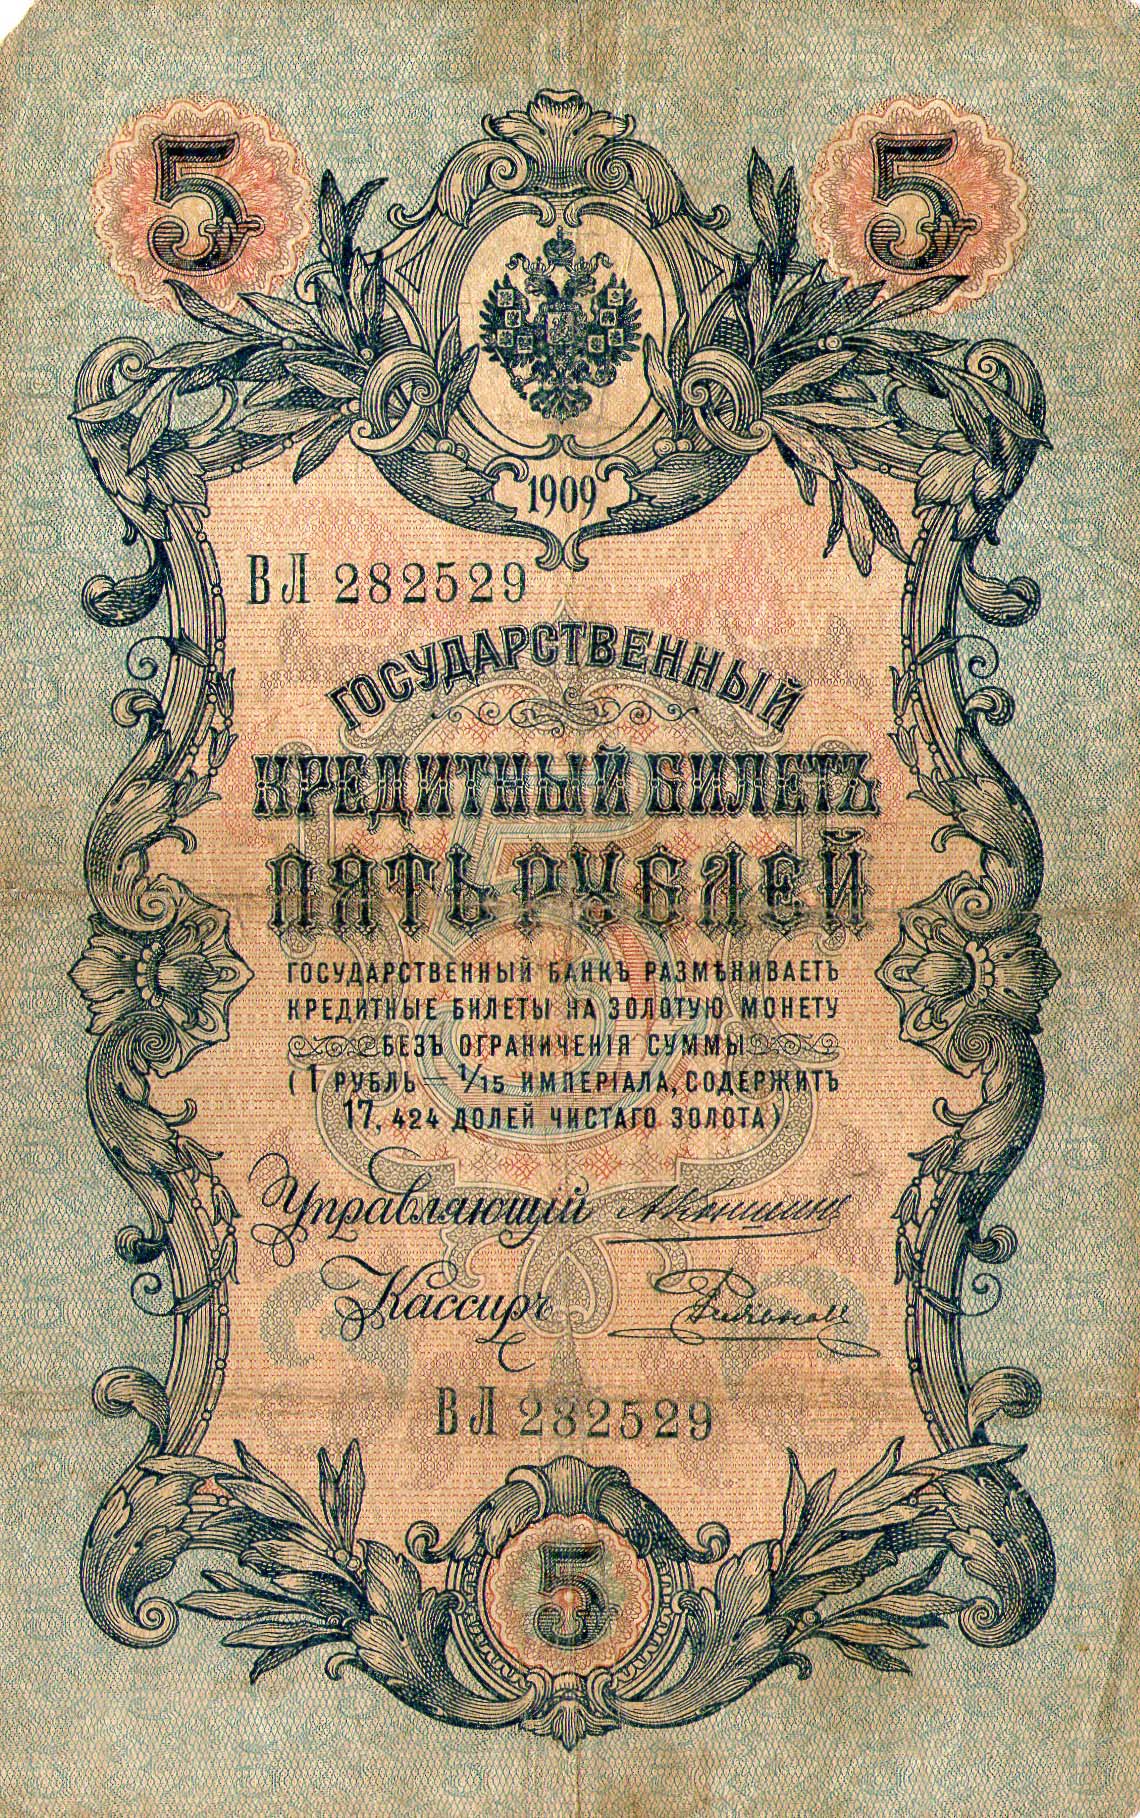 5 5
1909
ВЛ 282529
ГОСУДАРСТВЕННЫЙ
КРЕДИТНЫЙ БИЛЕТЪ
ПЯТЬ РУБЛЕЙ
ГОСУДАРСТВЕННЫЙ БАНКЪ РАЗМѢНИВАЕТЪ
КРЕДИТНЫЕ БИЛЕТЫ НА ЗОЛОТУЮ МОНЕТУ
БЕЗЪ ОГРАНИЧЕНІЯ СУММЫ
(1 РУБЛЬ — 1/15 ИМПЕРІАЛА, СОДЕРЖИТЪ
17,424 ДОЛЕЙ ЧИСТАГО ЗОЛОТА)
Управляющій
Кассиръ
ВЛ 282529
5